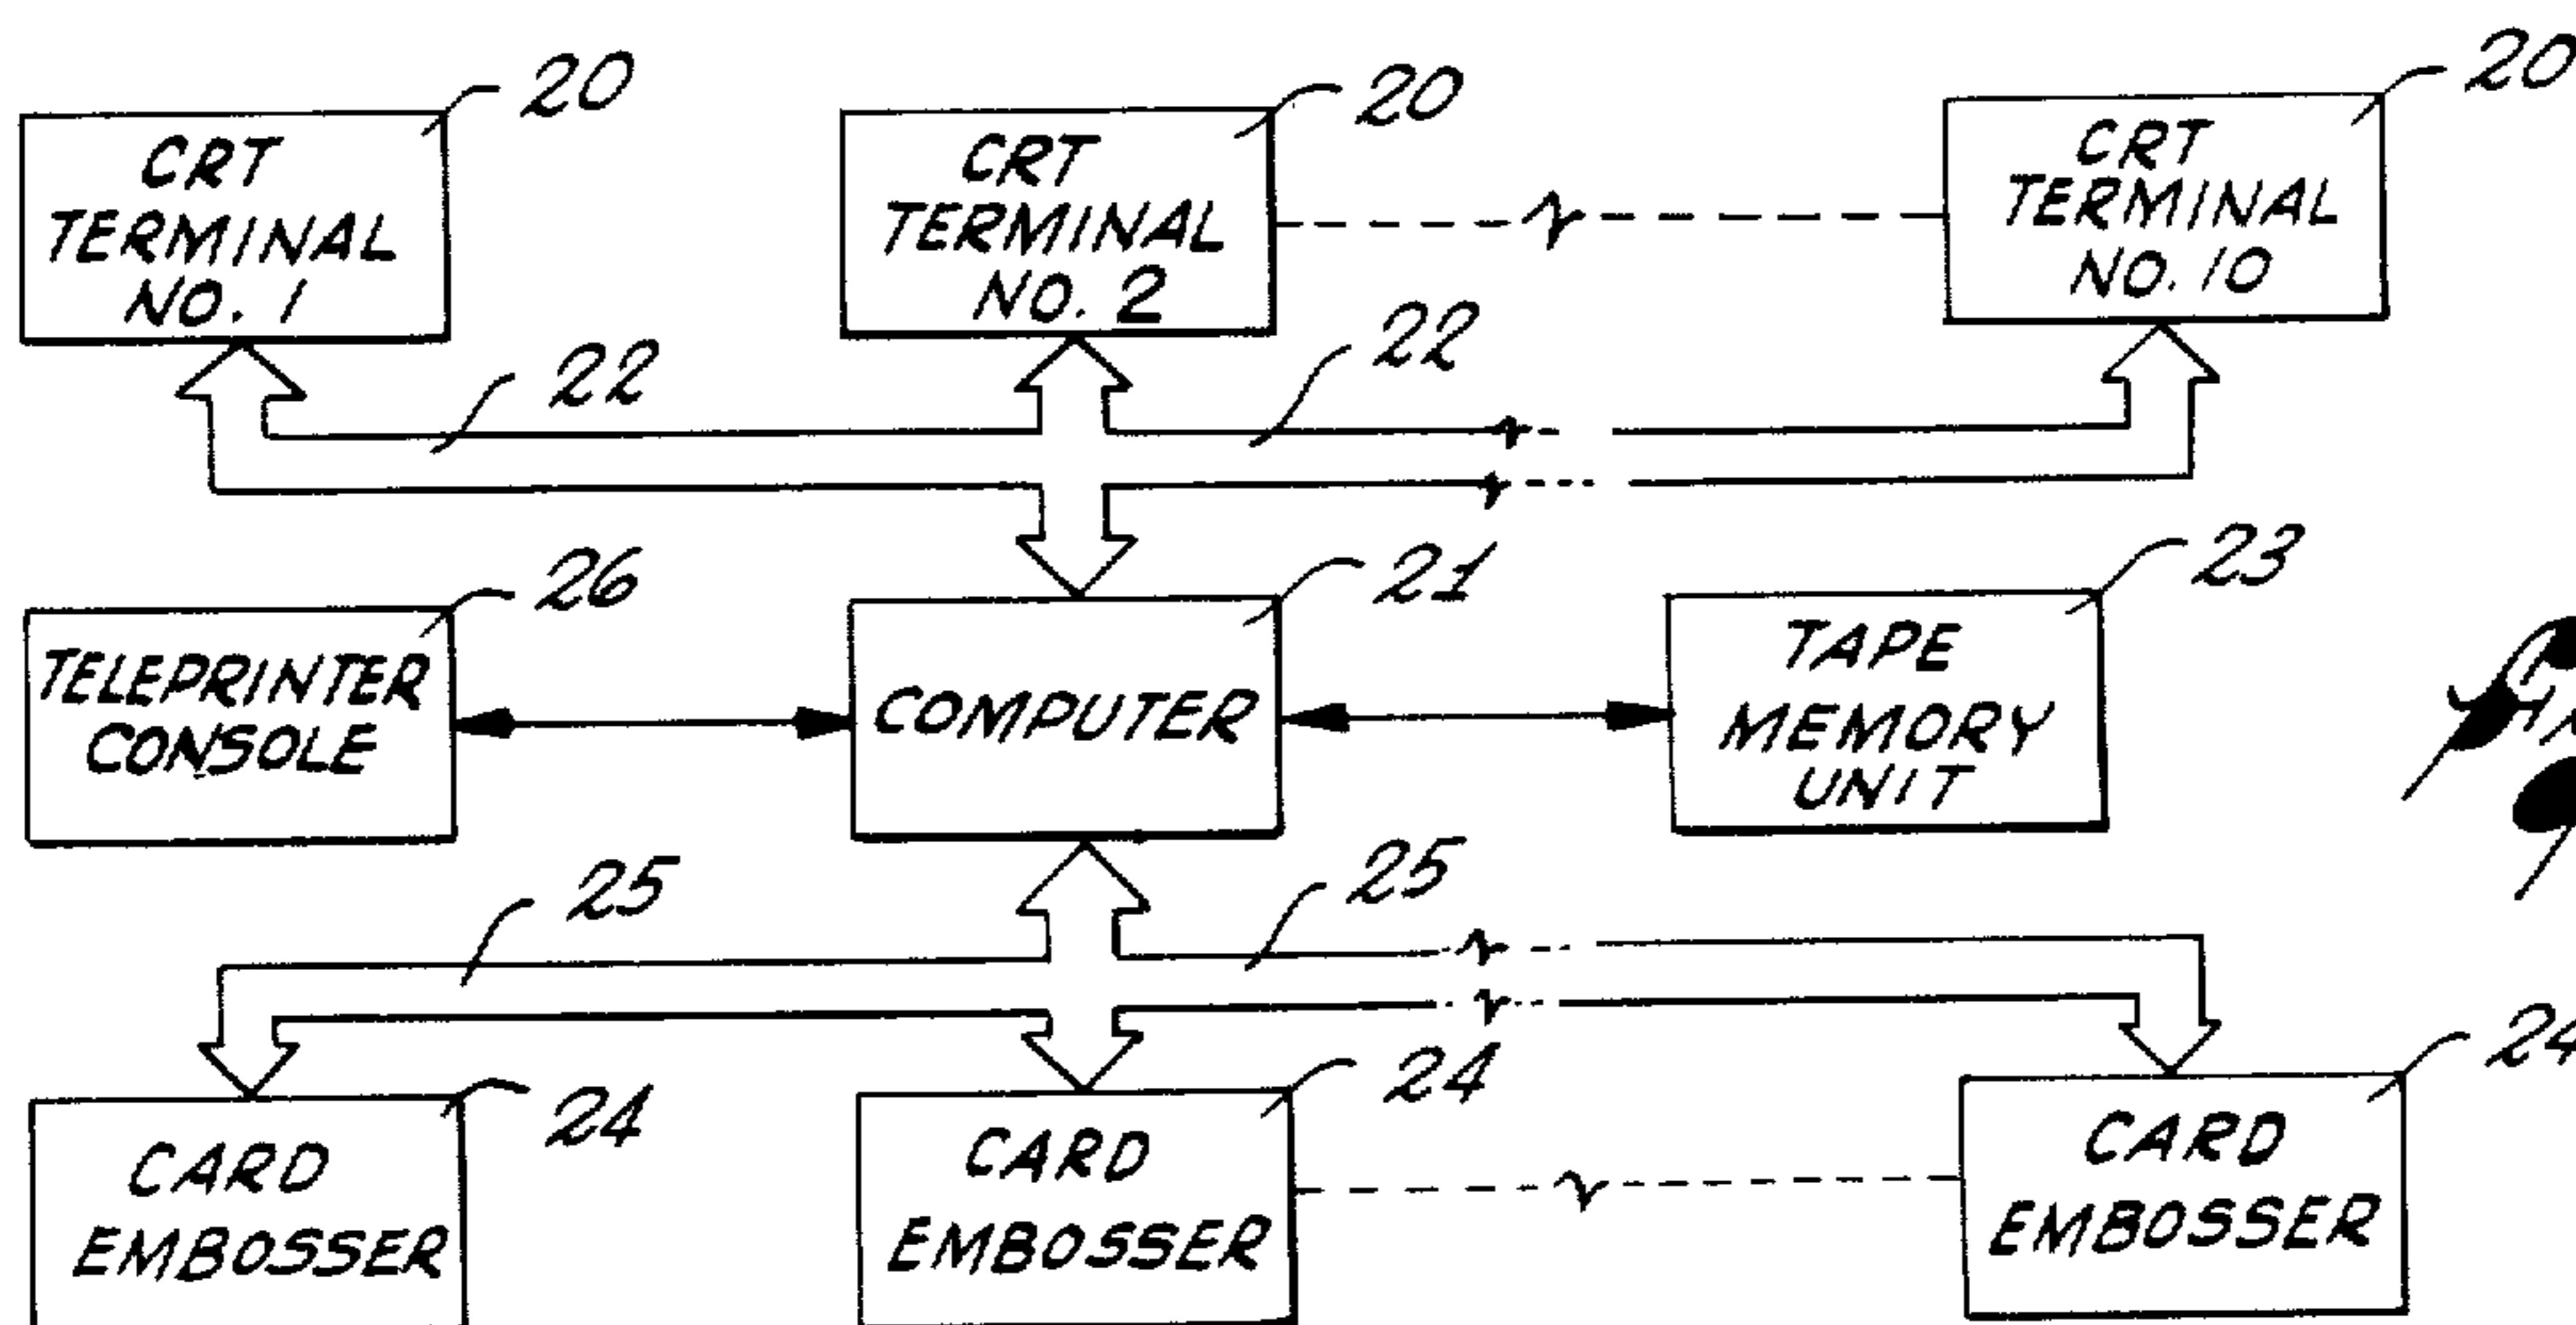 20
20
20
CRT
TERMINAL
NO. 1
CRT
TERMINAL
NO. 2
CRT
TERMINAL
NO. 10
22
22
26
21
23
TELEPRINTER
CONSOLE
COMPUTER
TAPE
MEMORY
UNIT
25
25
24
24
24
CARD
EMBOSSER
CARD
EMBOSSER
CARD
EMBOSSER